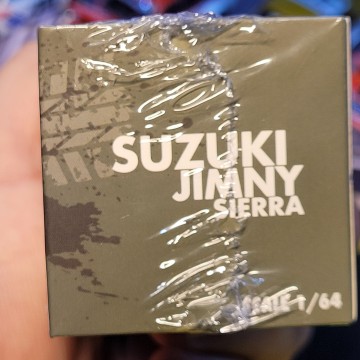 SUZUKI
JIMNY
SIERRA
SCALE 1/64